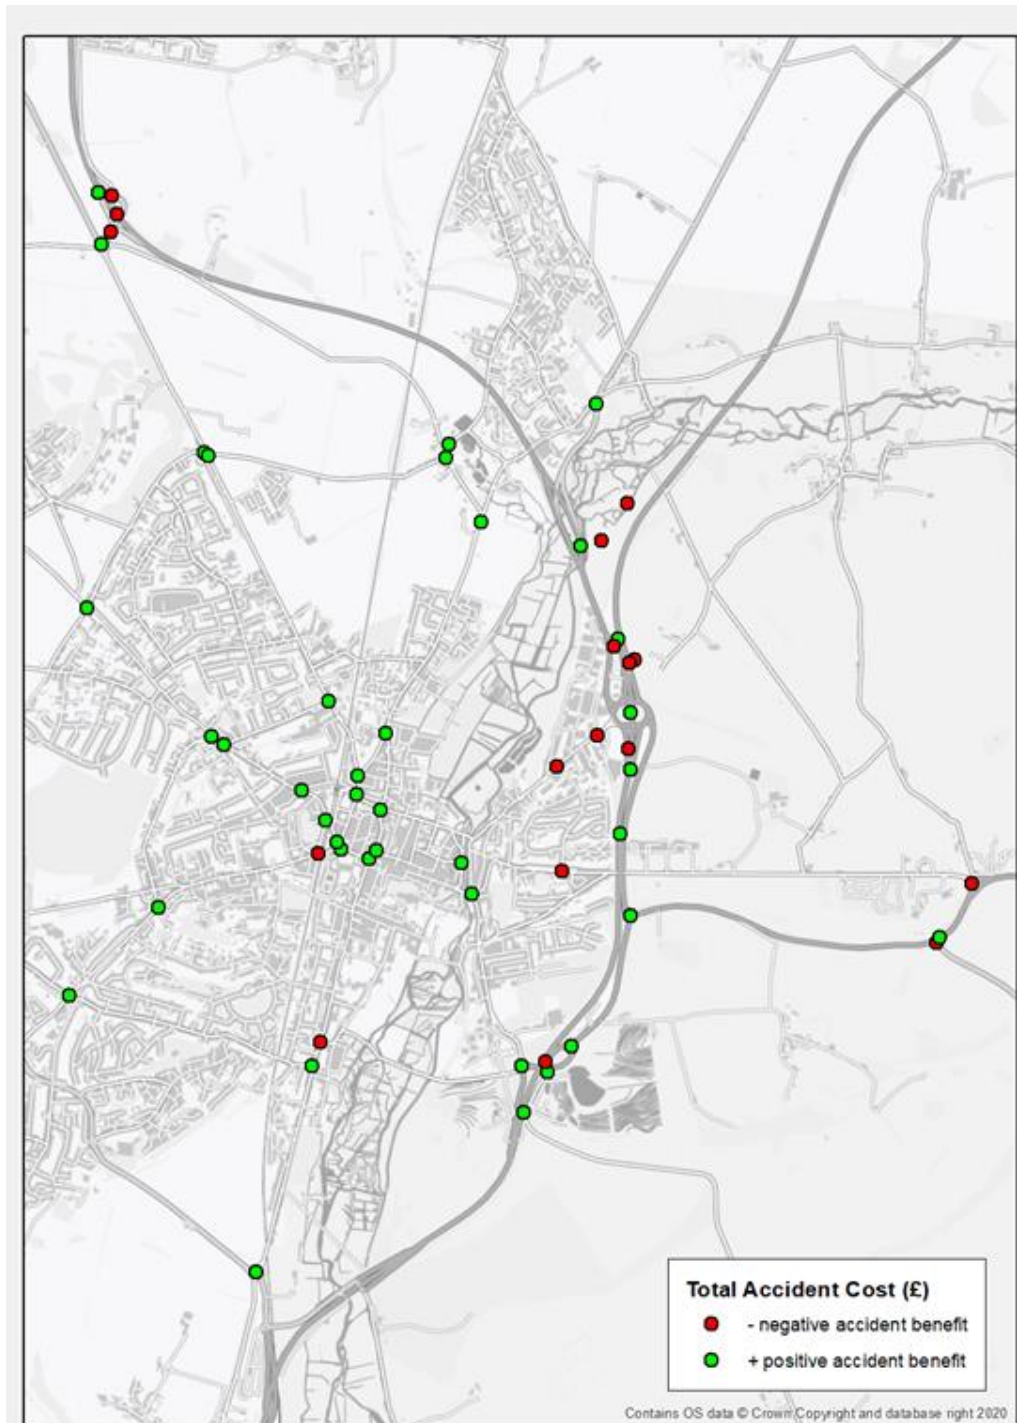 Total Accident Cost (£)
- negative accident benefit
+ positive accident benefit
Contains OS data © Crown Copyright and database right 2020